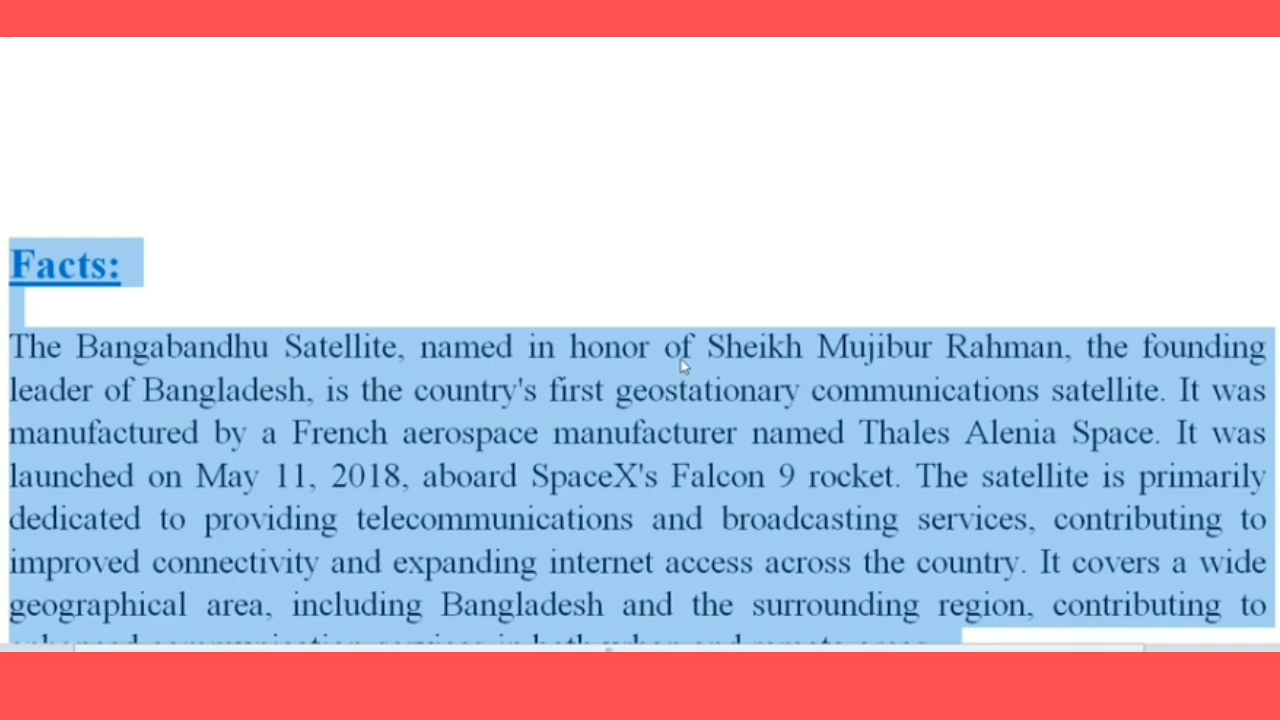 Facts:
The Bangabandhu Satellite, named in honor of Sheikh Mujibur Rahman, the founding
leader of Bangladesh, is the country's first geostationary communications satellite. It was
manufactured by a French aerospace manufacturer named Thales Alenia Space. It was
launched on May 11, 2018, aboard SpaceX's Falcon 9 rocket. The satellite is primarily
dedicated to providing telecommunications and broadcasting services, contributing to
improved connectivity and expanding internet access across the country. It covers a wide
geographical area, including Bangladesh and the surrounding region, contributing to